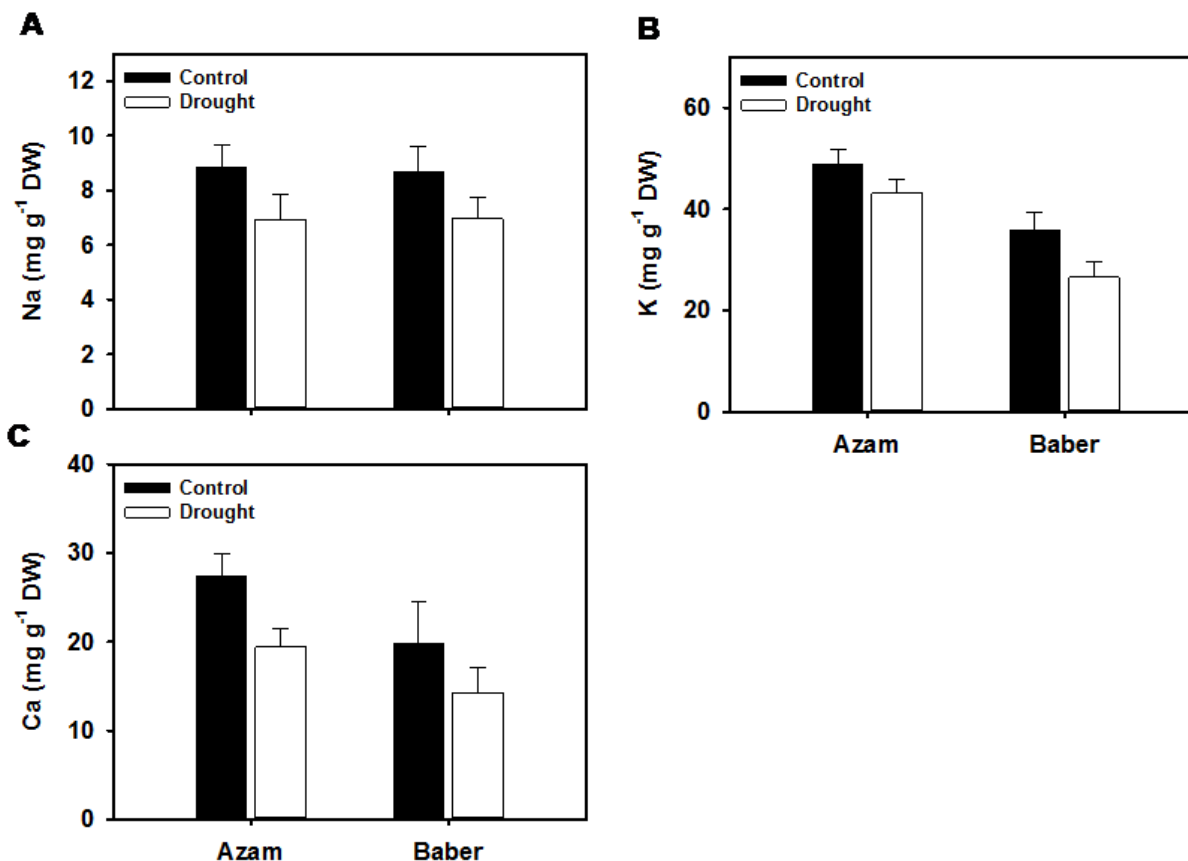 A
Na (mg g⁻¹ DW)
12
10
8
6
4
2
0
Control
Drought
B
K (mg g⁻¹ DW)
60
40
20
0
Control
Drought
Azam Baber
C
Ca (mg g⁻¹ DW)
40
30
20
10
0
Control
Drought
Azam Baber